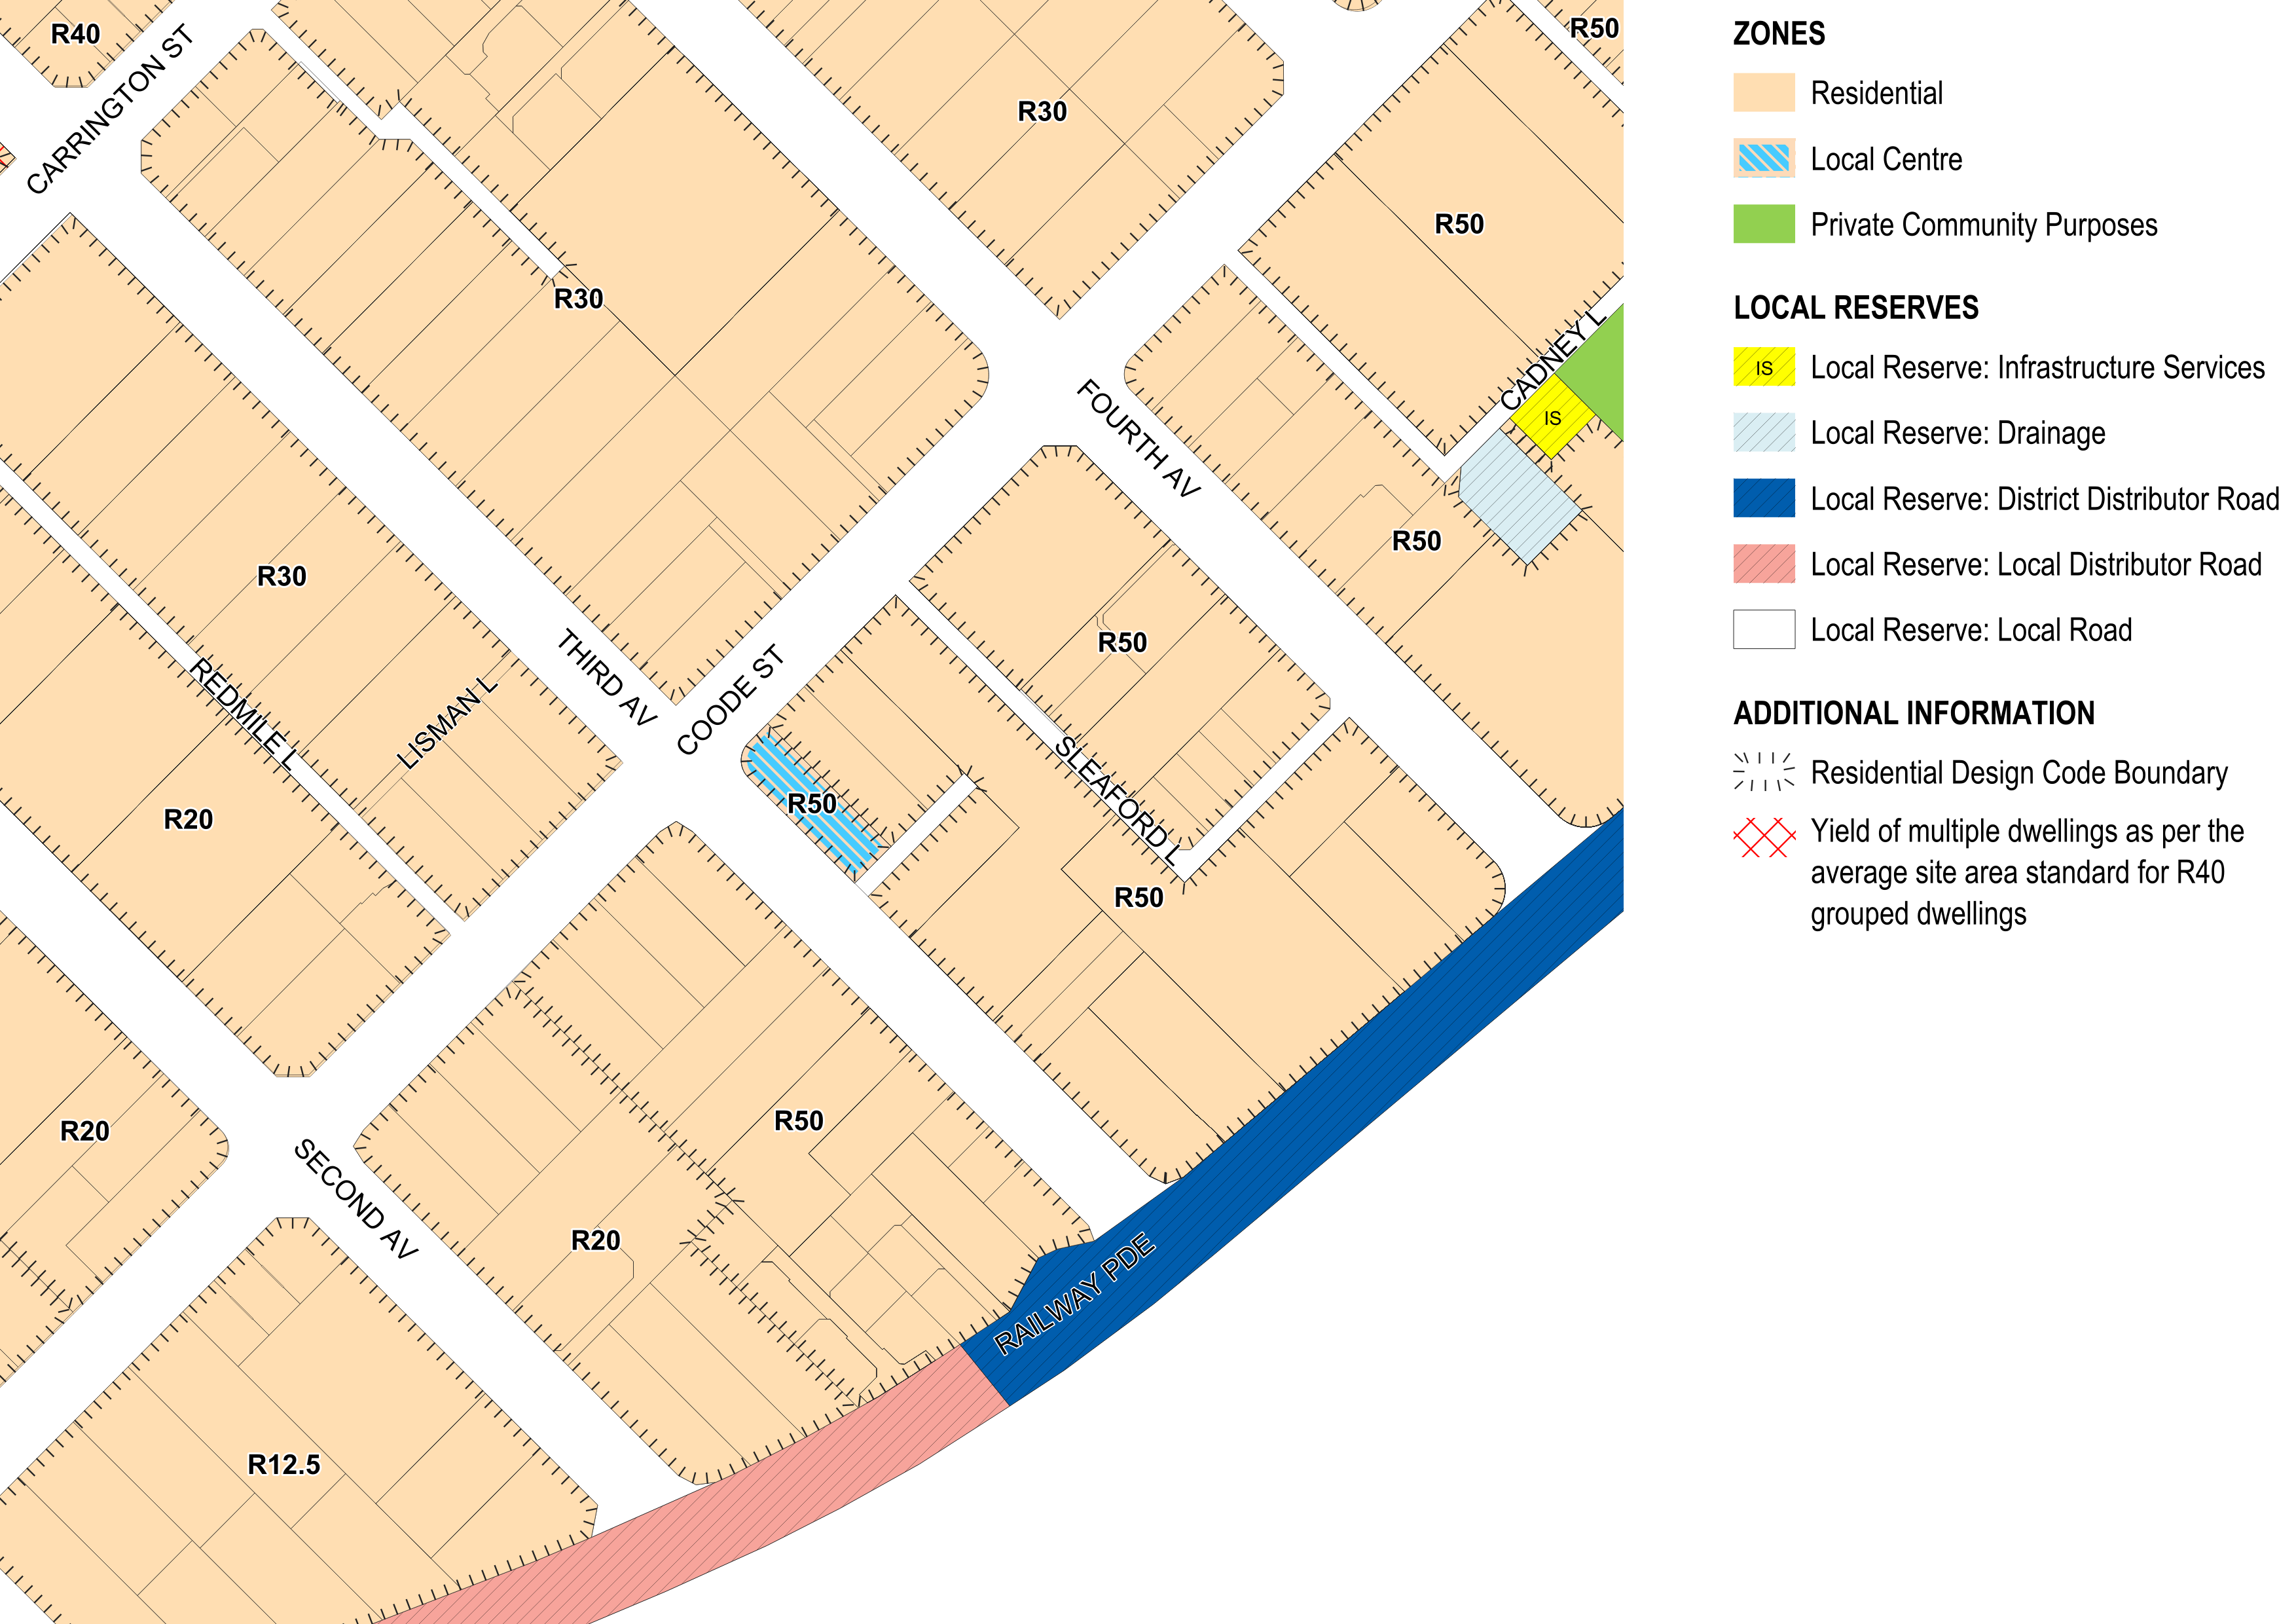 R40
R50
CARRINGTON ST
R30
R50
R30
CADNEY L
IS
FOURTH AV
R50
R30
R50
THIRD AV
COODE ST
REDMILE L
LISMAN L
SLEAFORD L
R20
R50
R50
R20
R50
SECOND AV
R20
RAILWAY PDE
R12.5
ZONES
Residential
Local Centre
Private Community Purposes
LOCAL RESERVES
IS
Local Reserve: Infrastructure Services
Local Reserve: Drainage
Local Reserve: District Distributor Road
Local Reserve: Local Distributor Road
Local Reserve: Local Road
ADDITIONAL INFORMATION
Residential Design Code Boundary
Yield of multiple dwellings as per the
average site area standard for R40
grouped dwellings